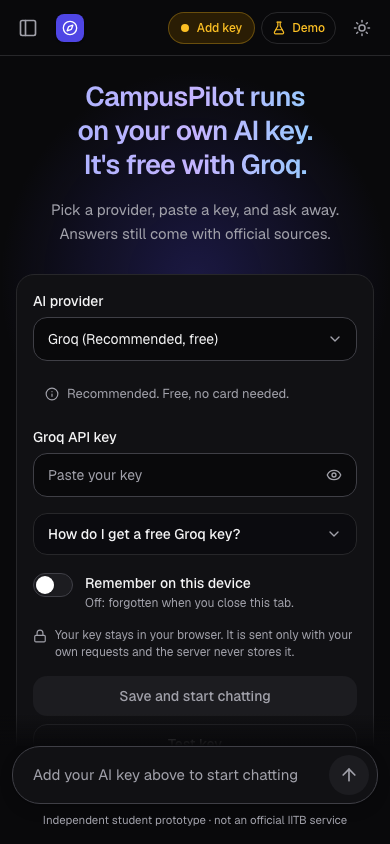 Add key
Demo
CampusPilot runs
on your own AI key.
It's free with Groq.
Pick a provider, paste a key, and ask away.
Answers still come with official sources.
AI provider
Groq (Recommended, free)
Recommended. Free, no card needed.
Groq API key
Paste your key
How do I get a free Groq key?
Remember on this device
Off: forgotten when you close this tab.
Your key stays in your browser. It is sent only with your
own requests and the server never stores it.
Save and start chatting
Test key
Add your AI key above to start chatting
Independent student prototype · not an official IITB service